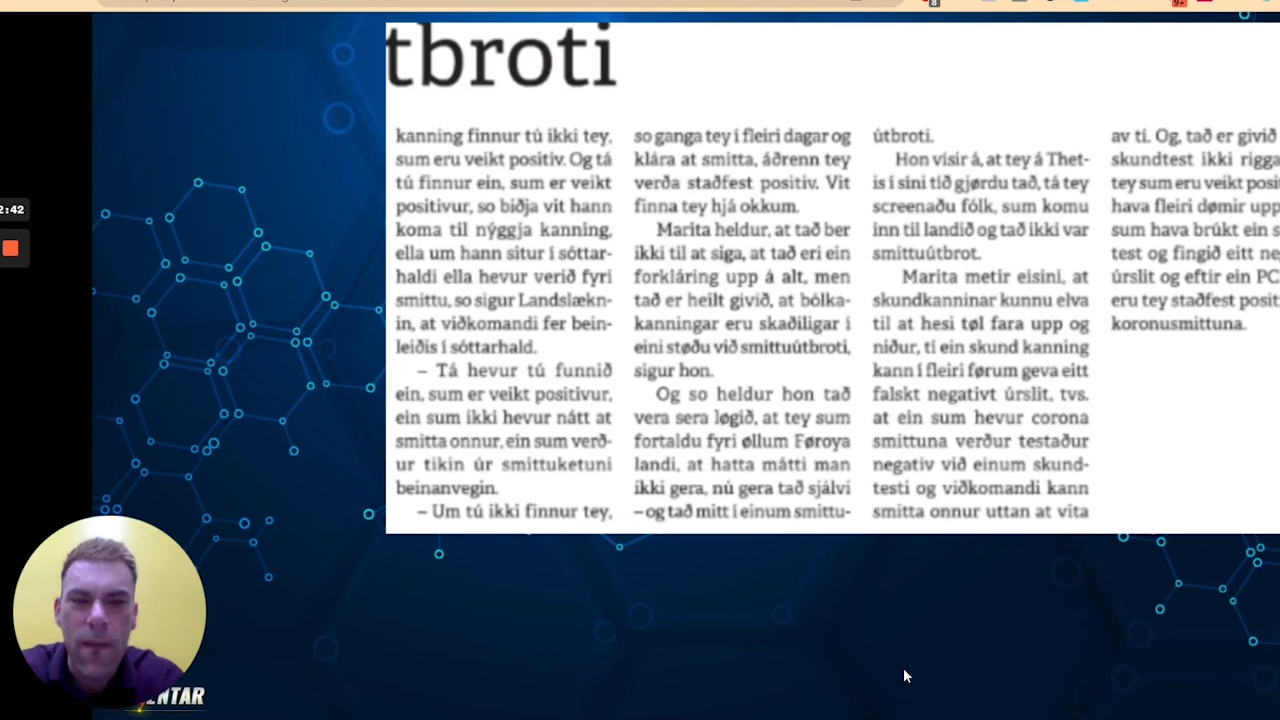 8
9+
tbroti
2:42
kanning finnur tú ikki tey,
sum eru veikt positiv. Og tá
tú finnur ein, sum er veikt
positivur, so biðja vit hann
koma til nýggja kanning,
ella um hann situr í sóttar-
haldi ella hevur verið fyri
smittu, so sigur Landslækn-
in, at viðkomandi fer bein-
leiðis í sóttarhald.
– Tá hevur tú funnið
ein, sum er veikt positivur,
ein sum ikki hevur nátt at
smitta onnur, ein sum verð-
ur tikin úr smittuketuni
beinanvegin.
– Um tú ikki finnur tey,
so ganga tey í fleiri dagar og
klára at smitta, áðrenn tey
verða staðfest positiv. Vit
finna tey hjá okkum.
Marita heldur, at tað ber
ikki til at siga, at tað eri ein
forkláring upp á alt, men
tað er heilt givið, at bólka-
kanningar eru skaðiligar í
eini støðu við smittuútbroti,
sigur hon.
Og so heldur hon tað
vera sera løgið, at tey sum
fortaldu fyri øllum Føroya
landi, at hatta mátti man
ikki gera, nú gera tað sjálvi
– og tað mitt í einum smittu-
útbroti.
Hon vísir á, at tey á Thet-
is í síni tíð gjørdu tað, tá tey
screenaðu fólk, sum komu
inn til landið og tað ikki var
smittuútbrot.
Marita metir eisini, at
skundkanninar kunnu elva
til at hesi tøl fara upp og
niður, tí ein skund kanning
kann í fleiri førum geva eitt
falskt negativt úrslit, tvs.
at ein sum hevur corona
smittuna verður testaður
negativ við einum skund-
testi og viðkomandi kann
smitta onnur uttan at vita
av tí. Og, tað er givið
skundtest ikki rigga
tey sum eru veikt posi
hava fleiri dømir upp
sum hava brúkt ein s
test og fingið eitt ne
úrslit og eftir ein PC
eru tey staðfest posit
koronusmittuna.
NTAR